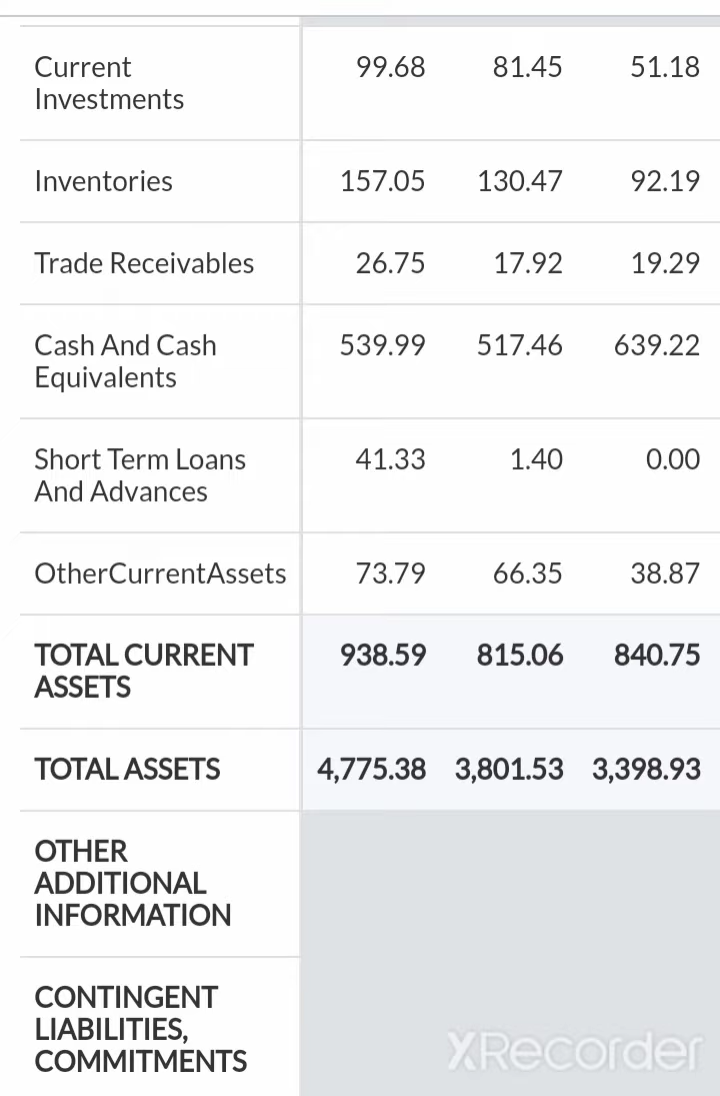 Current 99.68 81.45 51.18
Investments
Inventories 157.05 130.47 92.19
Trade Receivables 26.75 17.92 19.29
Cash And Cash 539.99 517.46 639.22
Equivalents
Short Term Loans 41.33 1.40 0.00
And Advances
OtherCurrentAssets 73.79 66.35 38.87
TOTAL CURRENT 938.59 815.06 840.75
ASSETS
TOTAL ASSETS 4,775.38 3,801.53 3,398.93
OTHER
ADDITIONAL
INFORMATION
CONTINGENT
LIABILITIES,
COMMITMENTS
XRecorder